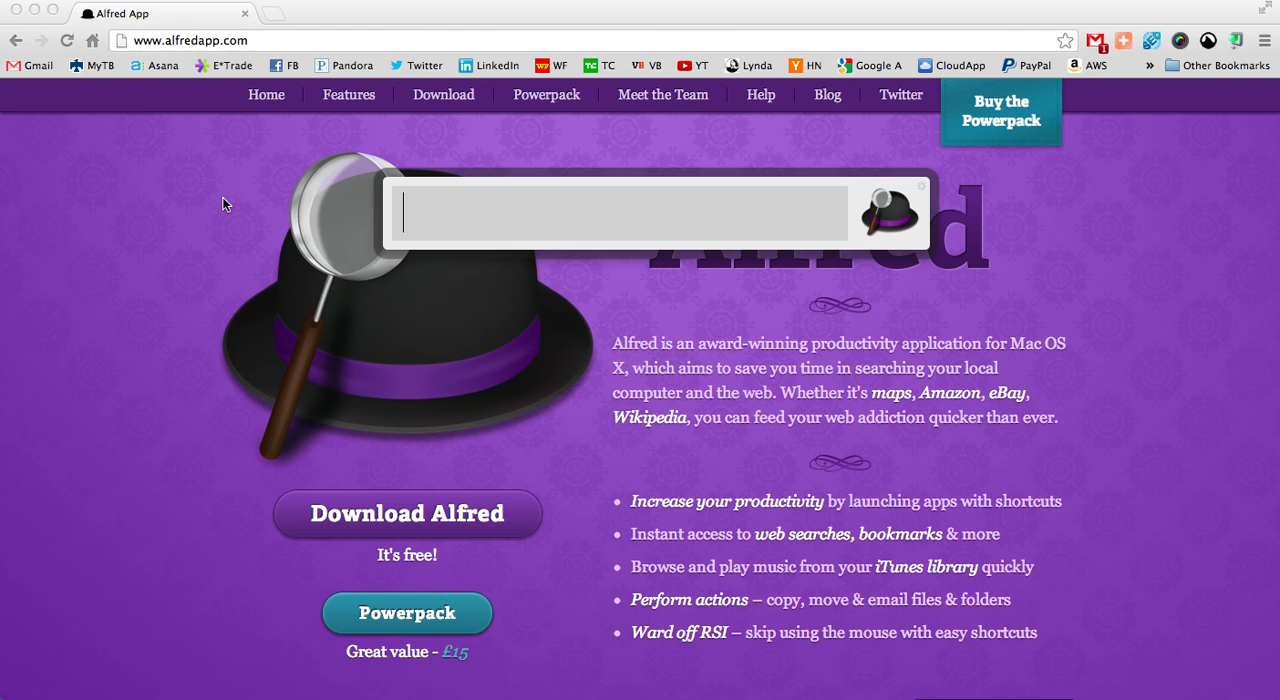 Alfred App
www.alfredapp.com
1
Gmail MyTB Asana E*Trade FB Pandora Twitter LinkedIn WF TC VB YT Lynda HN Google A CloudApp PayPal AWS » Other Bookmarks
Home Features Download Powerpack Meet the Team Help Blog Twitter
Buy the
Powerpack
Alfred
Alfred is an award-winning productivity application for Mac OS
X, which aims to save you time in searching your local
computer and the web. Whether it's maps, Amazon, eBay,
Wikipedia, you can feed your web addiction quicker than ever.
Download Alfred
It's free!
Powerpack
Great value - £15
• Increase your productivity by launching apps with shortcuts
• Instant access to web searches, bookmarks & more
• Browse and play music from your iTunes library quickly
• Perform actions – copy, move & email files & folders
• Ward off RSI – skip using the mouse with easy shortcuts